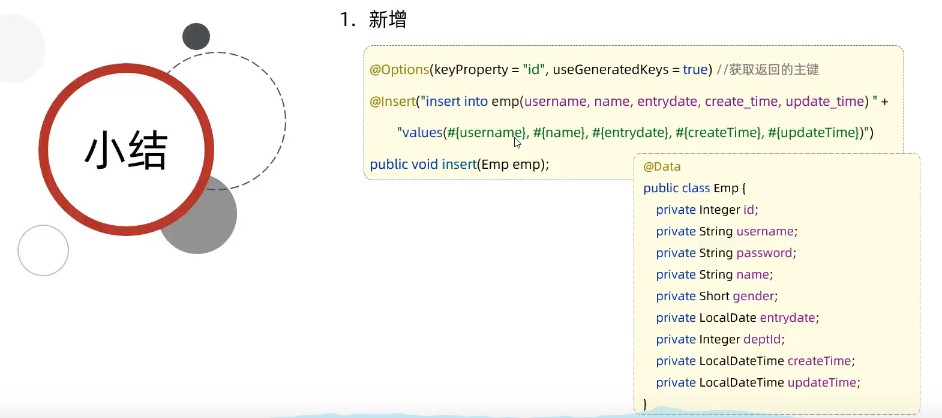 小结
1. 新增
@Options(keyProperty = "id", useGeneratedKeys = true) //获取返回的主键
@Insert("insert into emp(username, name, entrydate, create_time, update_time) " +
"values(#{username}, #{name}, #{entrydate}, #{createTime}, #{updateTime})")
public void insert(Emp emp);
@Data
public class Emp {
private Integer id;
private String username;
private String password;
private String name;
private Short gender;
private LocalDate entrydate;
private Integer deptId;
private LocalDateTime createTime;
private LocalDateTime updateTime;
}